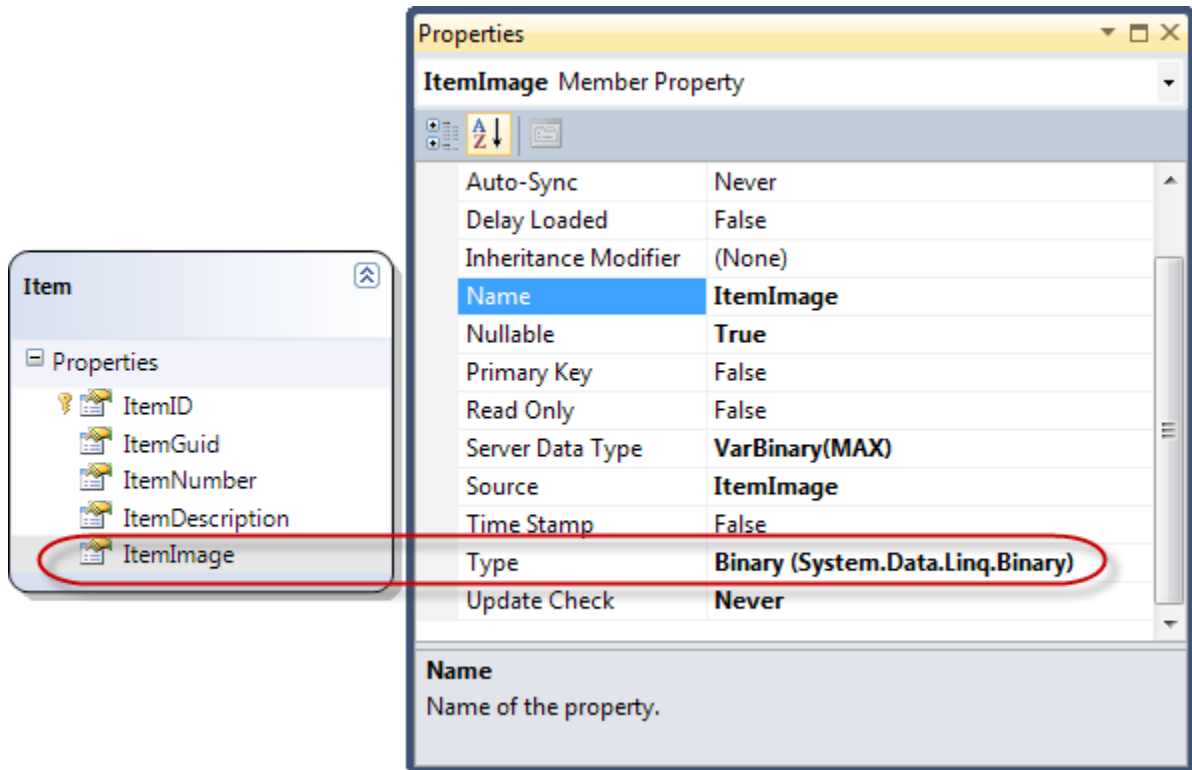 Properties
ItemImage Member Property
Auto-Sync Never
Delay Loaded False
Inheritance Modifier (None)
Name ItemImage
Nullable True
Primary Key False
Read Only False
Server Data Type VarBinary(MAX)
Source ItemImage
Time Stamp False
Type Binary (System.Data.Linq.Binary)
Update Check Never
Name
Name of the property.
Item
Properties
ItemID
ItemGuid
ItemNumber
ItemDescription
ItemImage